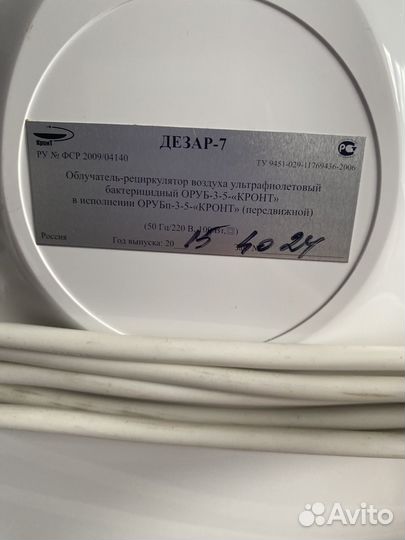 ДЕЗАР-7
Кронт
РУ № ФСР 2009/04140
ТУ 9451-029-11769436-2006
Облучатель-рециркулятор воздуха ультрафиолетовый
бактерицидный ОРУБ-3-5-«КРОНТ»
в исполнении ОРУБп-3-5-«КРОНТ» (передвижной)
(50 Гц/220 В, 100 Вт, )
Россия
Год выпуска: 20 15 4024
Avito